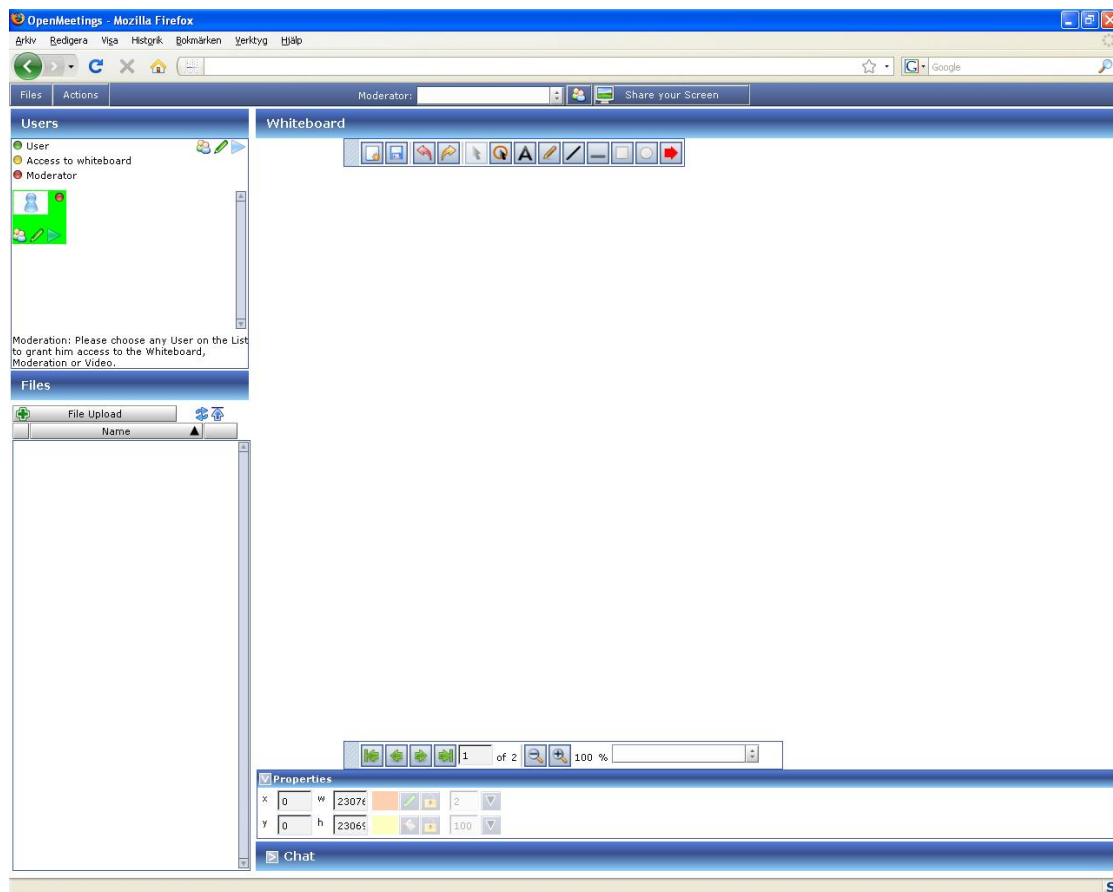 OpenMeetings - Mozilla Firefox
Arkiv Redigera Visa Historik Bokmärken Verktyg Hjälp
G Google
Files Actions Moderator: Share your Screen
Users
User
Access to whiteboard
Moderator
Moderation: Please choose any User on the List
to grant him access to the Whiteboard,
Moderation or Video.
Files
File Upload
Name
Whiteboard
A
1 of 2 100 %
Properties
x 0 w 2307 2
y 0 h 2306 100
Chat
S